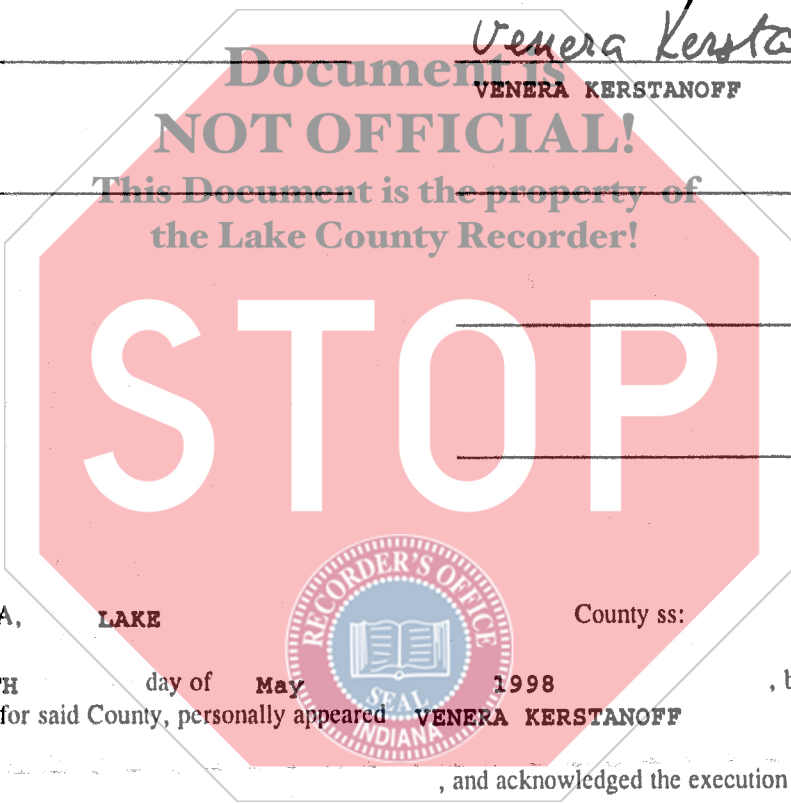 Venera Kersta
Document is
VENERA KERSTANOFF
NOT OFFICIAL!
This Document is the property of
the Lake County Recorder!
STOP
RECORDER'S OFFICE
A, LAKE County ss:
TH day of May 1998 , b
SEAL
for said County, personally appeared VENERA KERSTANOFF
INDIANA
, and acknowledged the execution